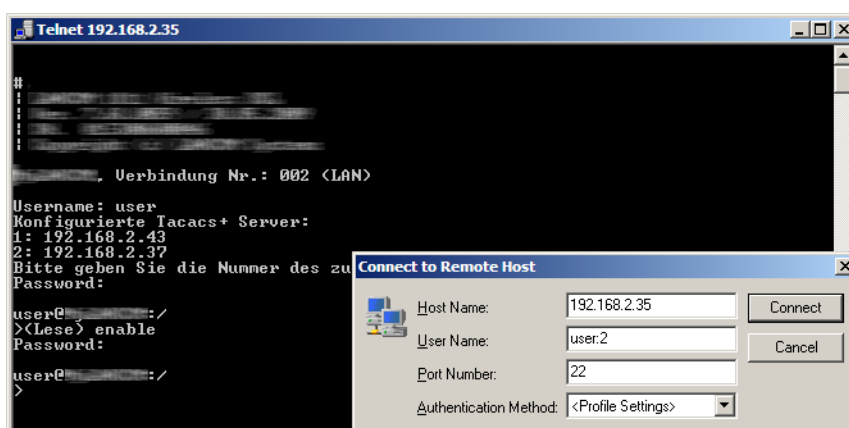 Telnet 192.168.2.35
#
|
|
|
|
, Verbindung Nr.: 002 (LAN)
Username: user
Konfigurierte Tacacs+ Server:
1: 192.168.2.43
2: 192.168.2.37
Bitte geben Sie die Nummer des zu
Password:
user@ :/
>(Lese) enable
Password:
user@ :/
>
Connect to Remote Host
Host Name: 192.168.2.35 Connect
User Name: user:2 Cancel
Port Number: 22
Authentication Method: <Profile Settings>